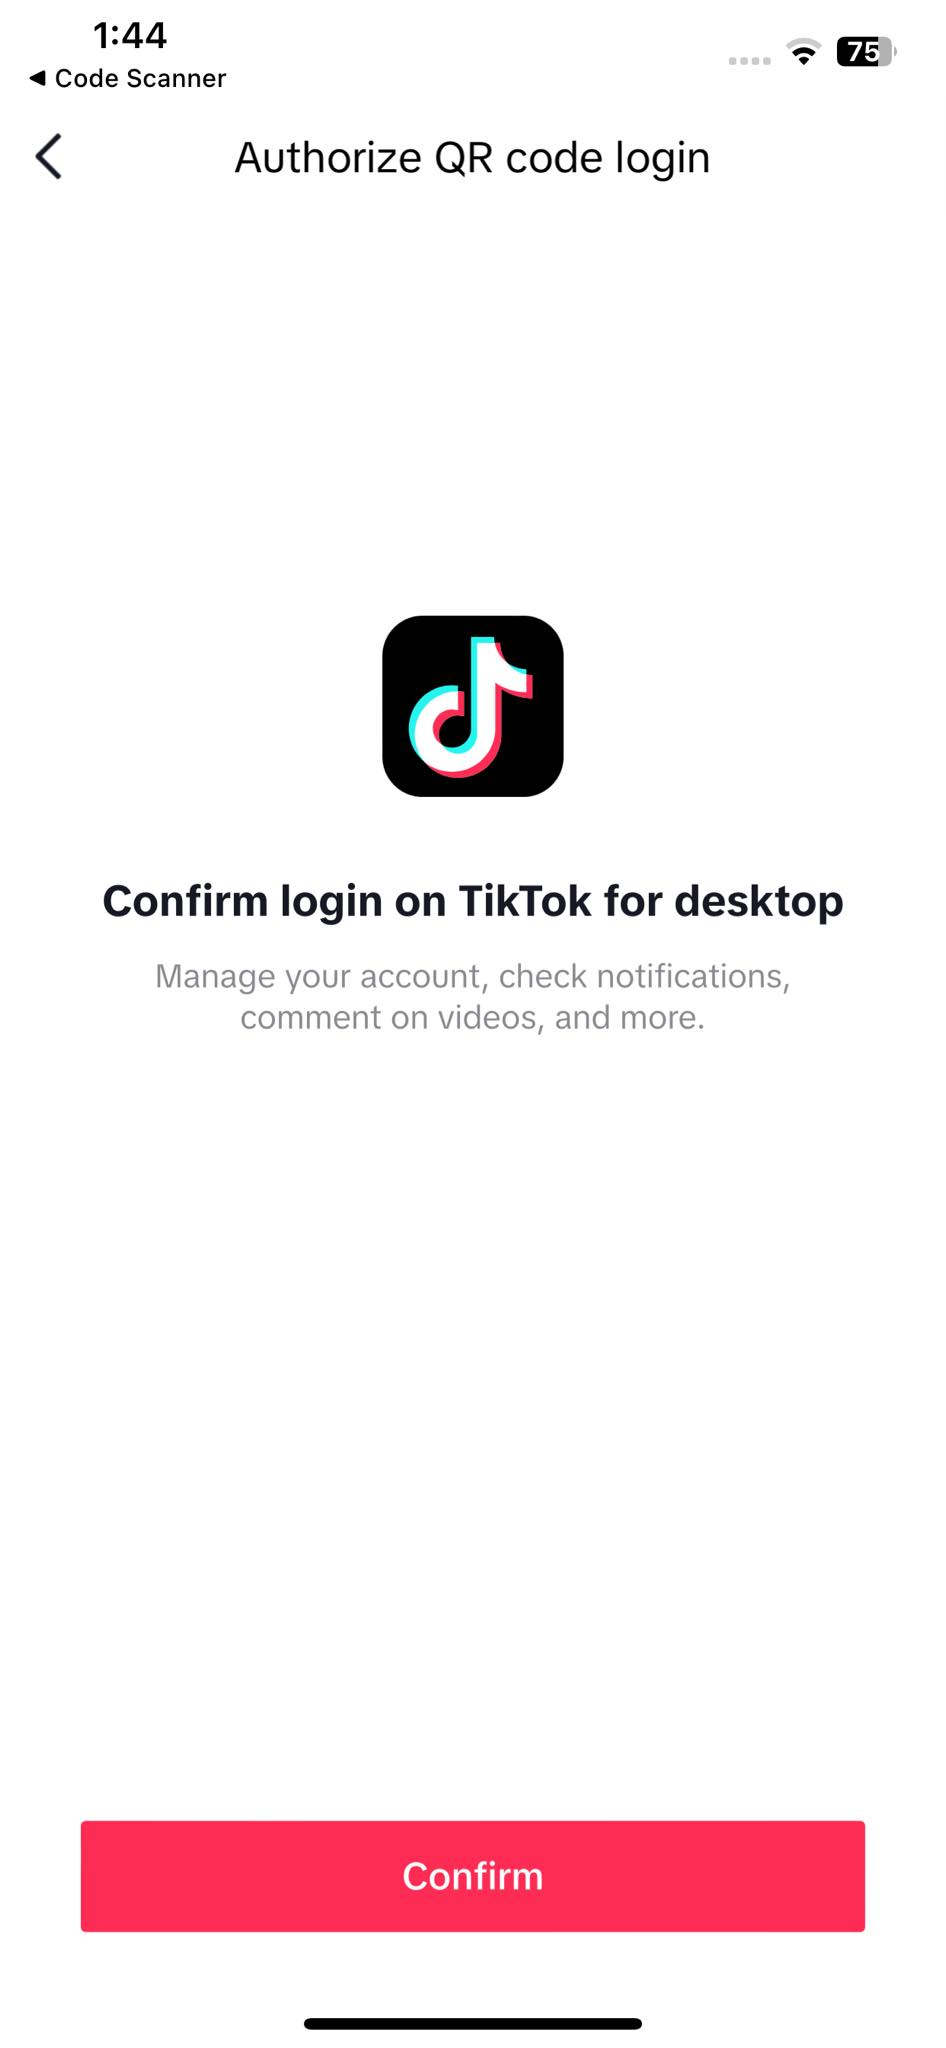 1:44
75
◀ Code Scanner
Authorize QR code login
Confirm login on TikTok for desktop
Manage your account, check notifications,
comment on videos, and more.
Confirm